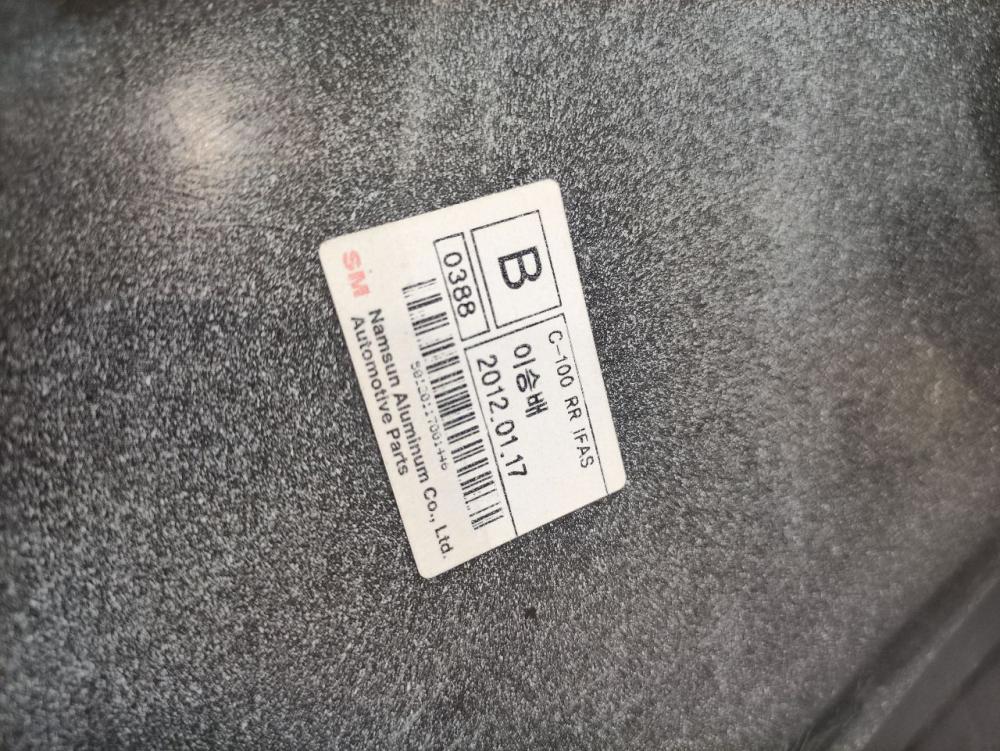 C-100 RR IFAS
B
이승배
0388
2012.01.17
SM
Namsun Aluminum Co., Ltd.
Automotive Parts